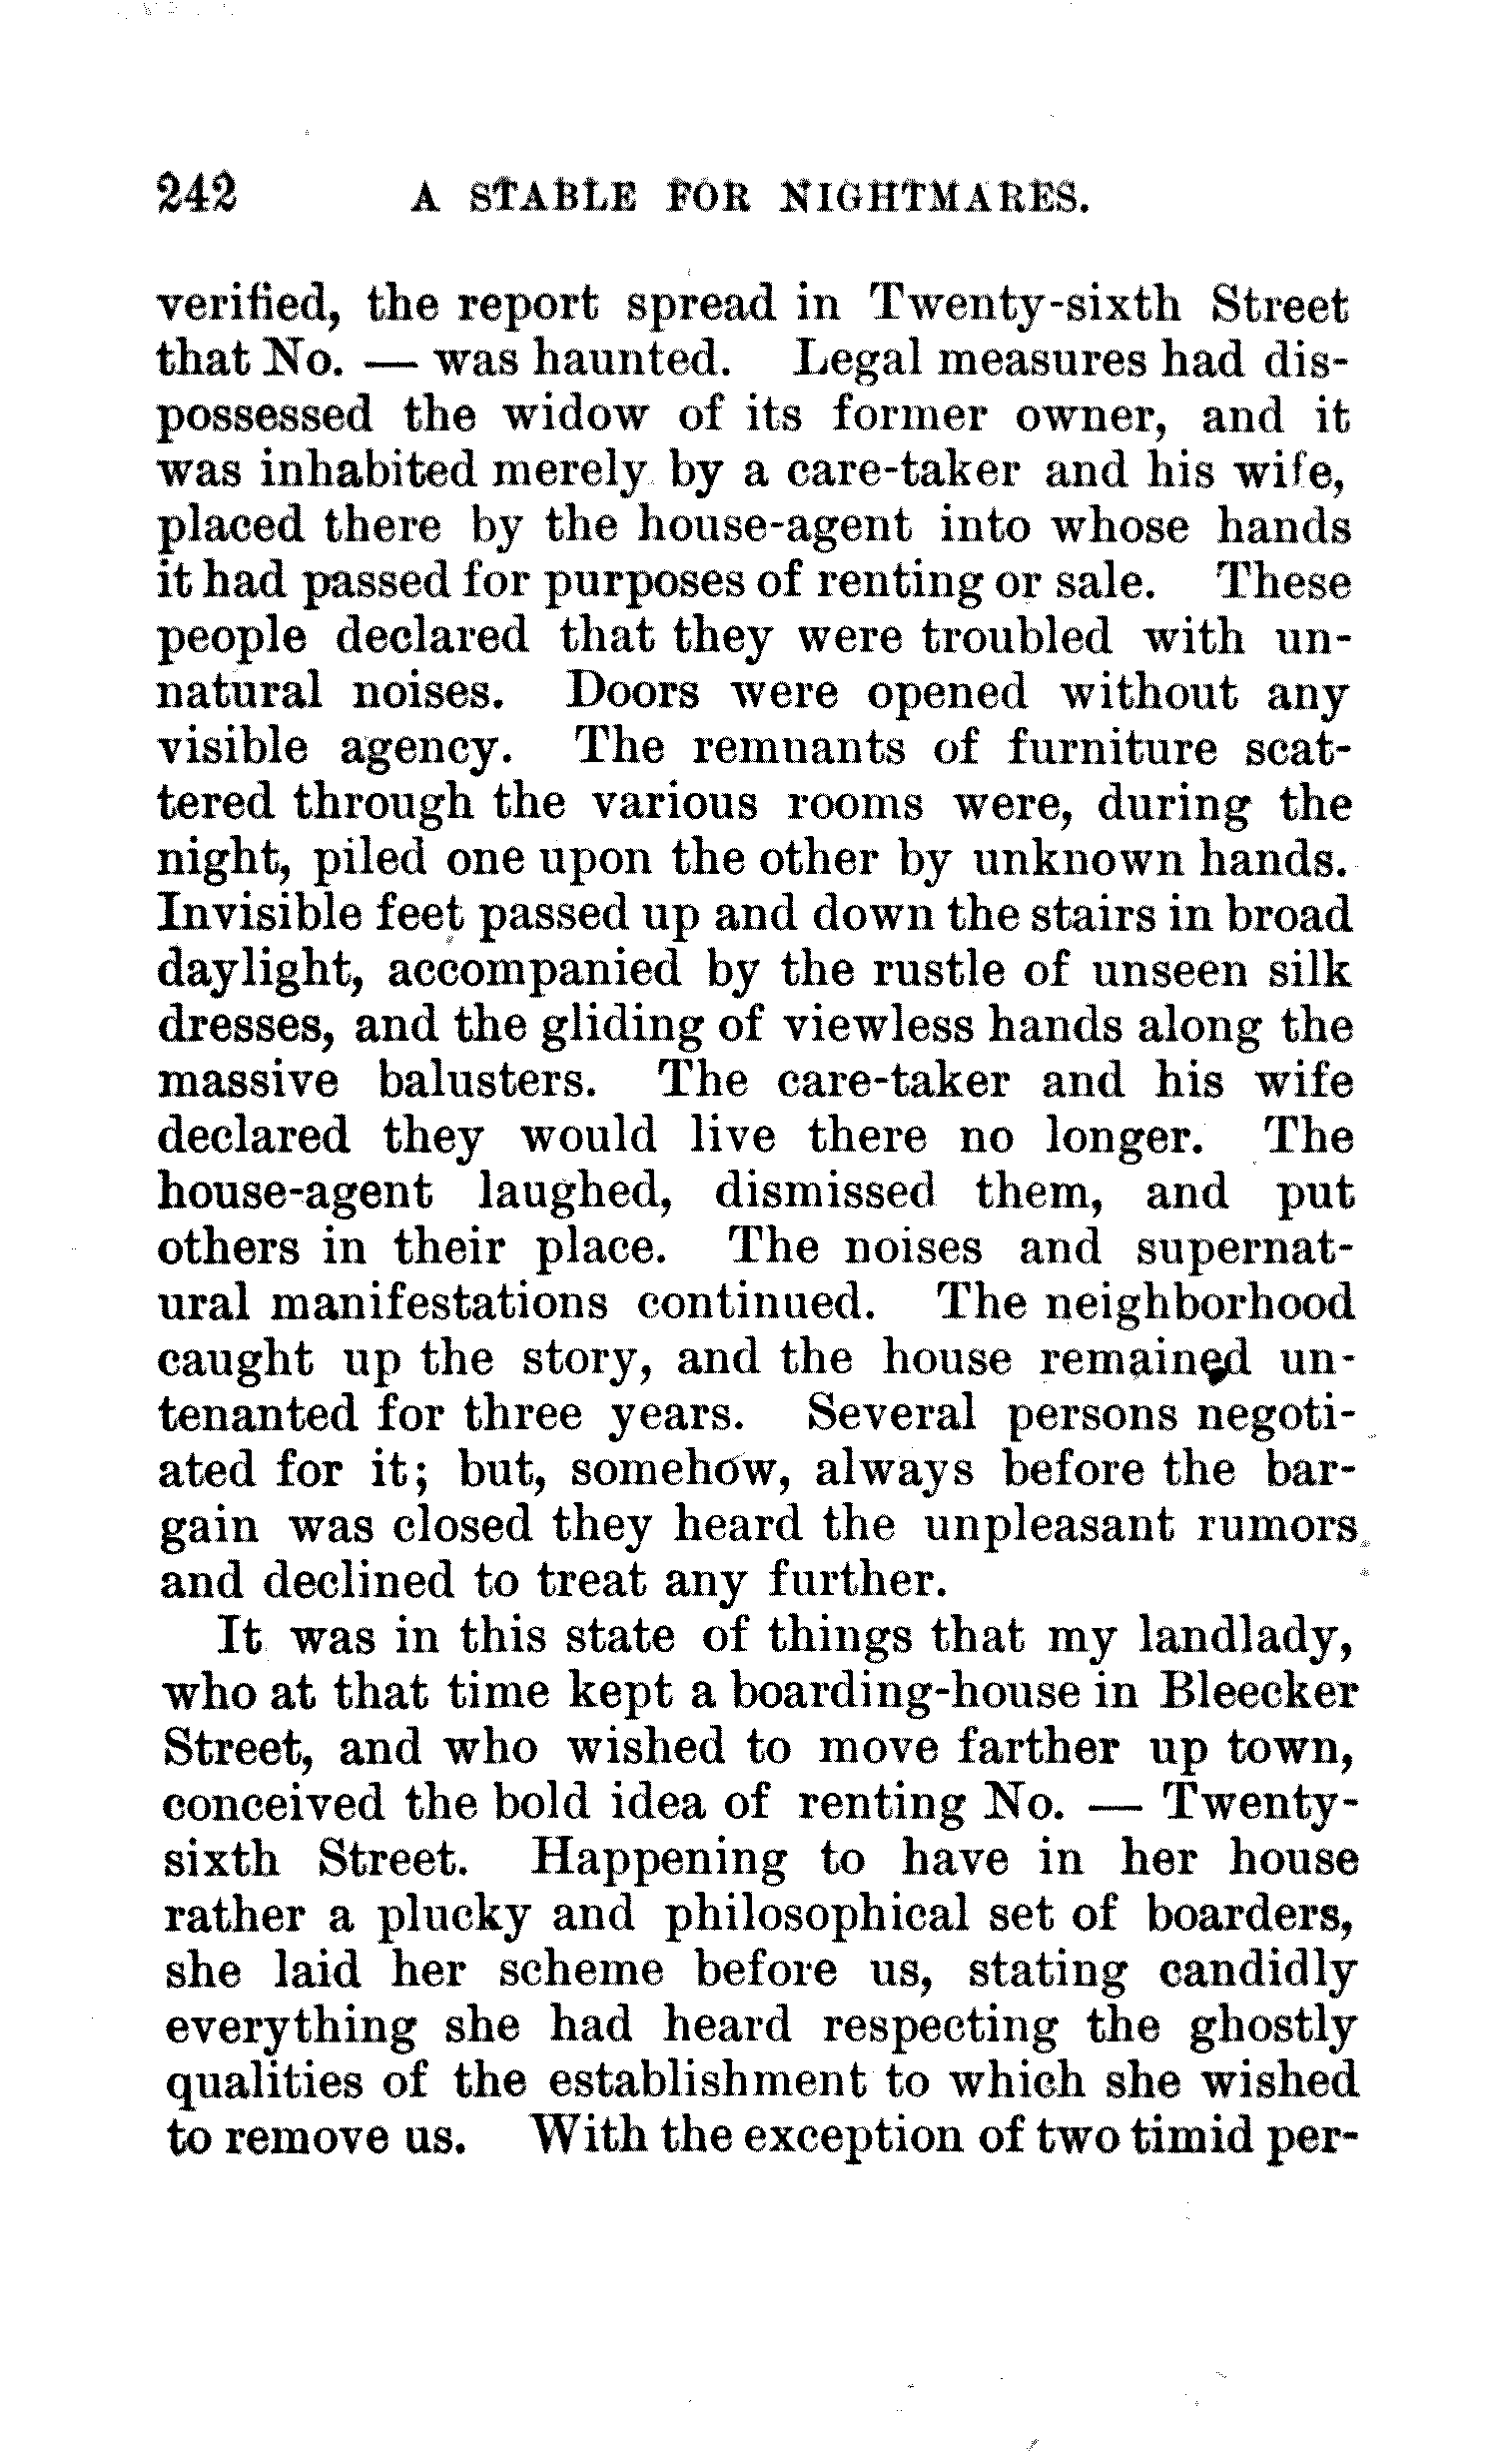 242 A STABLE FOR NIGHTMARES.
verified, the report spread in Twenty-sixth Street
that No. — was haunted. Legal measures had dis-
possessed the widow of its former owner, and it
was inhabited merely by a care-taker and his wife,
placed there by the house-agent into whose hands
it had passed for purposes of renting or sale. These
people declared that they were troubled with un-
natural noises. Doors were opened without any
visible agency. The remnants of furniture scat-
tered through the various rooms were, during the
night, piled one upon the other by unknown hands.
Invisible feet passed up and down the stairs in broad
daylight, accompanied by the rustle of unseen silk
dresses, and the gliding of viewless hands along the
massive balusters. The care-taker and his wife
declared they would live there no longer. The
house-agent laughed, dismissed them, and put
others in their place. The noises and supernat-
ural manifestations continued. The neighborhood
caught up the story, and the house remained un-
tenanted for three years. Several persons negoti-
ated for it; but, somehow, always before the bar-
gain was closed they heard the unpleasant rumors
and declined to treat any further.
It was in this state of things that my landlady,
who at that time kept a boarding-house in Bleecker
Street, and who wished to move farther up town,
conceived the bold idea of renting No. — Twenty-
sixth Street. Happening to have in her house
rather a plucky and philosophical set of boarders,
she laid her scheme before us, stating candidly
everything she had heard respecting the ghostly
qualities of the establishment to which she wished
to remove us. With the exception of two timid per-